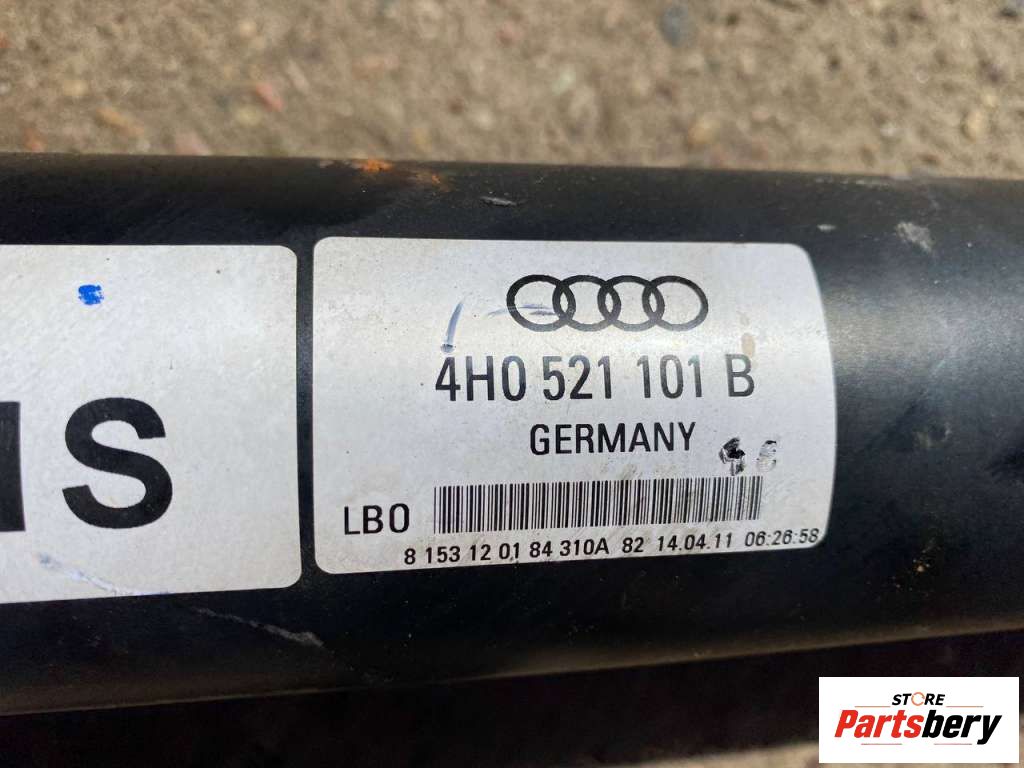 4H0 521 101 B
GERMANY
LB0
8 153 12 01 84 310A 82 14.04.11 06:26:58
STORE
Partsbery